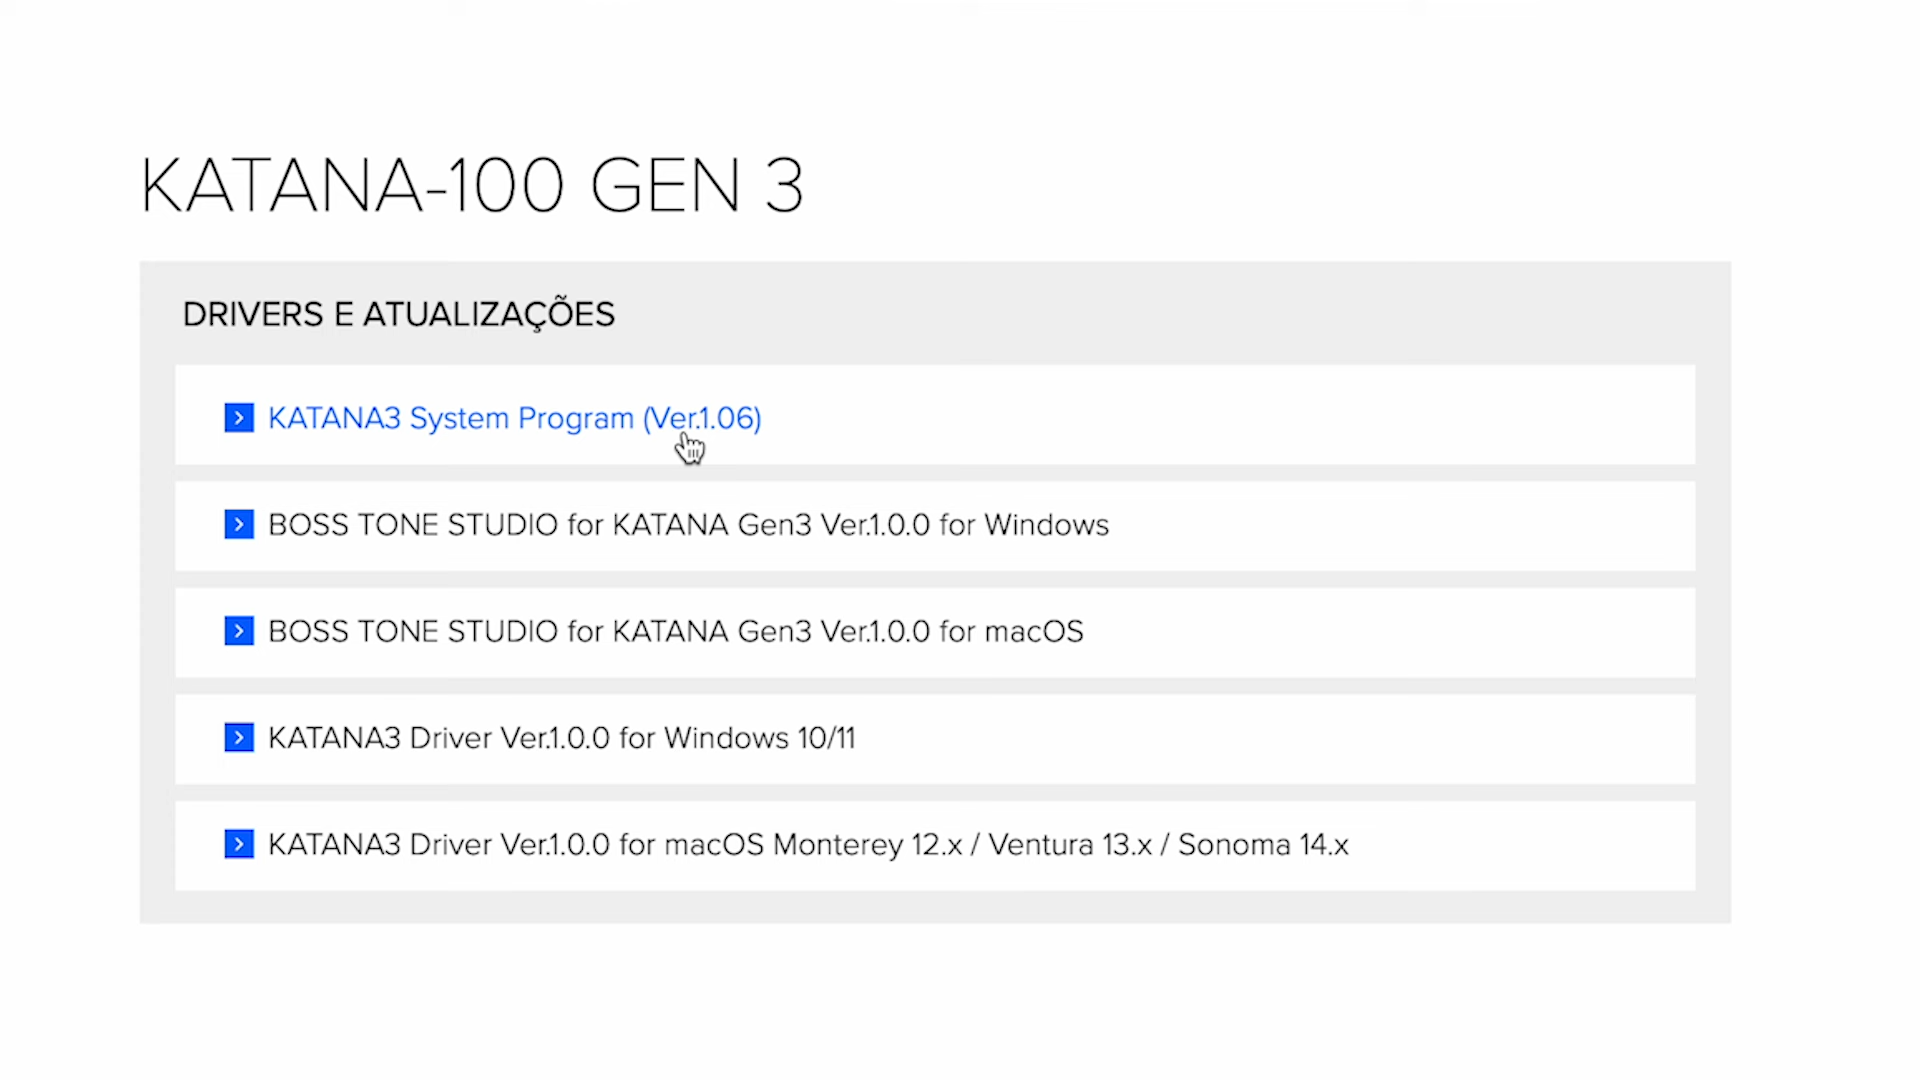 KATANA-100 GEN 3
DRIVERS E ATUALIZAÇÕES
KATANA3 System Program (Ver.1.06)
BOSS TONE STUDIO for KATANA Gen3 Ver.1.0.0 for Windows
BOSS TONE STUDIO for KATANA Gen3 Ver.1.0.0 for macOS
KATANA3 Driver Ver.1.0.0 for Windows 10/11
KATANA3 Driver Ver.1.0.0 for macOS Monterey 12.x / Ventura 13.x / Sonoma 14.x